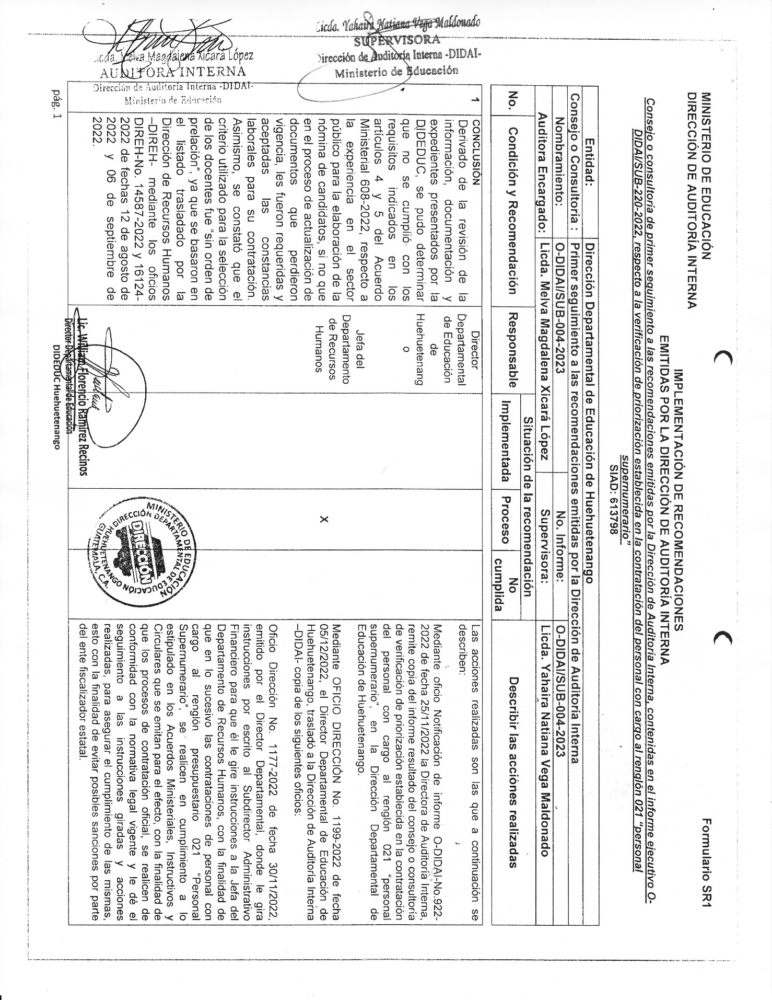 MINISTERIO DE EDUCACIÓN
DIRECCIÓN DE AUDITORÍA INTERNA
Formulario SR1
IMPLEMENTACIÓN DE RECOMENDACIONES
EMITIDAS POR LA DIRECCIÓN DE AUDITORÍA INTERNA
Consejo o consultoría de primer seguimiento a las recomendaciones emitidas por la Dirección de Auditoría Interna, contenidas en el informe ejecutivo O-
DIDAI/SUB-220-2022, respecto a la verificación de priorización establecida en la contratación del personal con cargo al renglón 021 "personal
supernumerario"
SIAD: 613798
Entidad: Dirección Departamental de Educación de Huehuetenango
Consejo o Consultoría : Primer seguimiento a las recomendaciones emitidas por la Dirección de Auditoría Interna
Nombramiento: O-DIDAI/SUB-004-2023 No. Informe: O-DIDAI/SUB-004-2023
Auditora Encargado: Licda. Melva Magdalena Xicará López Supervisora: Licda. Yahaira Natiana Vega Maldonado
No. Condición y Recomendación Responsable Situación de la recomendación Describir las acciones realizadas
Implementada Proceso No cumplida
1
CONCLUSIÓN
Derivado de la revisión de la
información, documentación y
expedientes presentados por la
DIDEDUC, se pudo determinar
que no se cumplió con los
requisitos indicados en los
artículos 4 y 5 del Acuerdo
Ministerial 608-2022, respecto a
la experiencia en el sector
público para la elaboración de la
nómina de candidatos, si no que
en el proceso de actualización de
documentos que perdieron
vigencia, les fueron requeridas y
aceptadas las constancias
laborales para su contratación.
Asimismo, se constató que el
criterio utilizado para la selección
de los docentes fue "sin orden de
prelación", ya que se basaron en
el listado trasladado por la
Dirección de Recursos Humanos
–DIREH- mediante los oficios
DIREH-No. 14587-2022 y 16124-
2022 de fechas 12 de agosto de
2022 y 06 de septiembre de
2022.
Director
Departamental
de Educación
de
Huehuetenang
o
Jefa del
Departamento
de Recursos
Humanos
X
Las acciones realizadas son las que a continuación se
describen:
Mediante oficio Notificación de informe O-DIDAI-No.922-
2022 de fecha 25/11/2022 la Directora de Auditoría Interna,
remite copia del informe resultado del consejo o consultoría
de verificación de priorización establecida en la contratación
del personal con cargo al renglón 021 "personal
supernumerario", en la Dirección Departamental de
Educación de Huehuetenango.
Mediante OFICIO DIRECCIÓN No. 1199-2022 de fecha
05/12/2022, el Director Departamental de Educación de
Huehuetenango, trasladó a la Dirección de Auditoría Interna
–DIDAI- copia de los siguientes oficios:
Oficio Dirección No. 1177-2022 de fecha 30/11/2022,
emitido por el Director Departamental, donde le gira
instrucciones por escrito al Subdirector Administrativo
Financiero para que él le gire instrucciones a la Jefa del
Departamento de Recursos Humanos, con la finalidad de
que en lo sucesivo las contrataciones de personal con
cargo al renglón presupuestario 021 "Personal
Supernumerario", se realicen en cumplimiento a lo
estipulado en los Acuerdos Ministeriales, Instructivos y
Circulares que se emitan para el efecto, con la finalidad de
que los procesos de contratación oficial, se realicen de
conformidad con la normativa legal vigente y le dé el
seguimiento a las instrucciones giradas y acciones
realizadas, para asegurar el cumplimiento de las mismas,
esto con la finalidad de evitar posibles sanciones por parte
del ente fiscalizador estatal.
Licda. Yahaira Natiana Vega Maldonado
SUPERVISORA
Dirección de Auditoría Interna -DIDAI-
Ministerio de Educación
Licda. Melva Magdalena Xicará López
AUDITORA INTERNA
Dirección de Auditoría Interna -DIDAI-
Ministerio de Educación
Lic. William Florencio Ramírez Recinos
Director Departamental de Educación
DIDEDUC Huehuetenango
MINISTERIO DE EDUCACIÓN
DIRECCIÓN DEPARTAMENTAL DE EDUCACIÓN
HUEHUETENANGO
GUATEMALA, C.A.
DIRECCIÓN
pág. 1